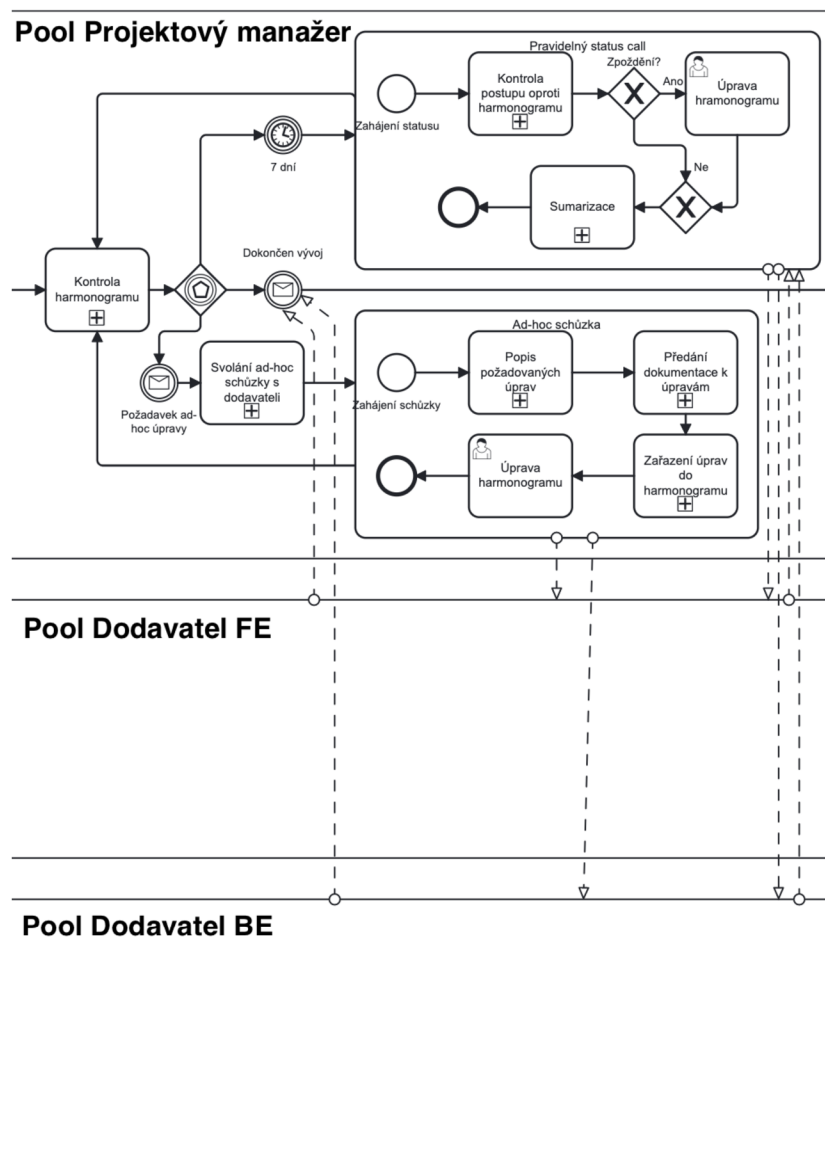 Pool Projektový manažer
Pravidelný status call
Zpoždění?
Kontrola
postupu oproti
harmonogramu
Ano
Úprava
hramonogramu
Zahájení statusu
7 dní
Ne
Sumarizace
Dokončen vývoj
Kontrola
harmonogramu
Ad-hoc schůzka
Svolání ad-hoc
schůzky s
dodavateli
Popis
požadovaných
úprav
Předání
dokumentace k
úpravám
Zahájení schůzky
Požadavek ad-
hoc úpravy
Úprava
harmonogramu
Zařazení úprav
do
harmonogramu
Pool Dodavatel FE
Pool Dodavatel BE